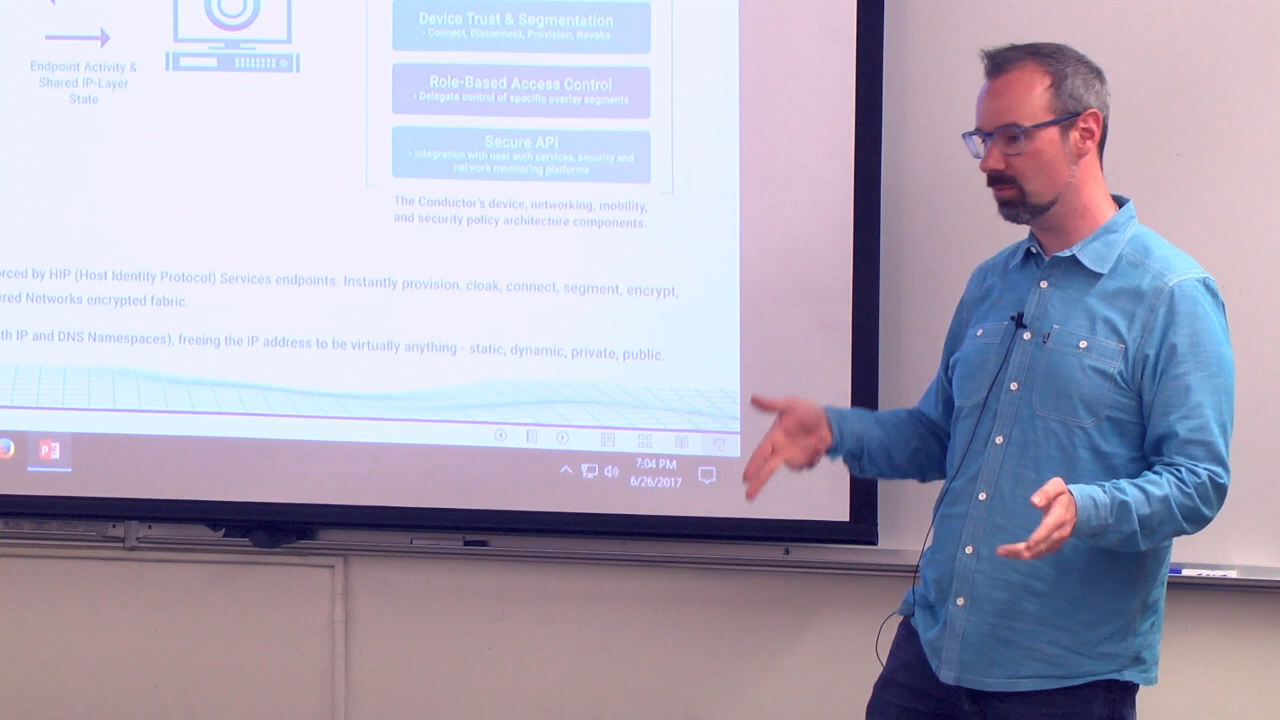 Endpoint Activity &
Shared IP-Layer
State
Device Trust & Segmentation
- Connect, Disconnect, Provision, Revoke
Role-Based Access Control
- Delegate control of specific overlay segments
Secure API
- Integration with user auth services, security and
network monitoring platforms
The Conductor's device, networking, mobility,
and security policy architecture components.
orced by HIP (Host Identity Protocol) Services endpoints. Instantly provision, cloak, connect, segment, encrypt,
ered Networks encrypted fabric.
th IP and DNS Namespaces), freeing the IP address to be virtually anything - static, dynamic, private, public.
7:04 PM
6/26/2017